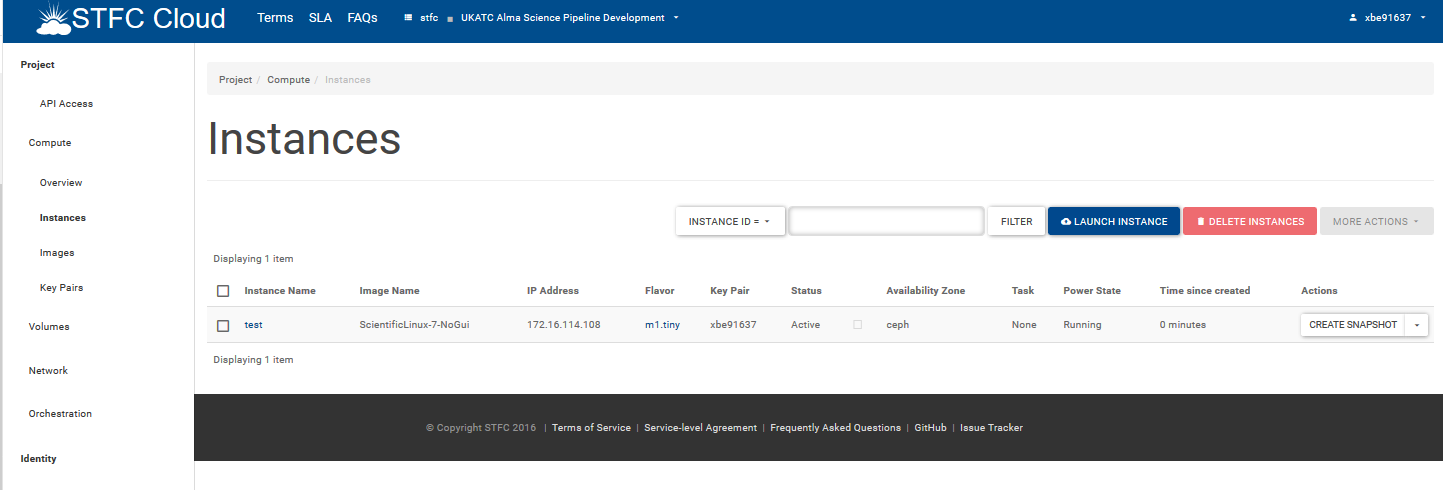 STFC Cloud Terms SLA FAQs stfc UKATC Alma Science Pipeline Development xbe91637
Project
API Access
Compute
Overview
Instances
Images
Key Pairs
Volumes
Network
Orchestration
Identity
Project / Compute / Instances
Instances
INSTANCE ID = FILTER LAUNCH INSTANCE DELETE INSTANCES MORE ACTIONS
Displaying 1 item
Instance Name Image Name IP Address Flavor Key Pair Status Availability Zone Task Power State Time since created Actions
test ScientificLinux-7-NoGui 172.16.114.108 m1.tiny xbe91637 Active ceph None Running 0 minutes CREATE SNAPSHOT
Displaying 1 item
© Copyright STFC 2016 | Terms of Service | Service-level Agreement | Frequently Asked Questions | GitHub | Issue Tracker